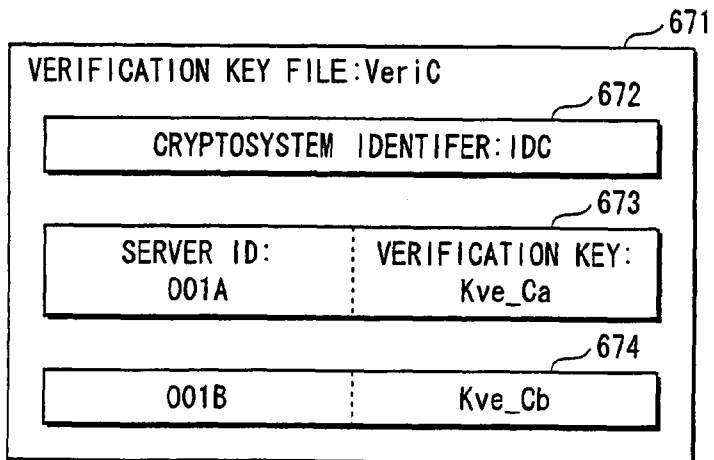 671
VERIFICATION KEY FILE:VeriC
672
CRYPTOSYSTEM IDENTIFER:IDC
673
SERVER ID: VERIFICATION KEY:
001A Kve_Ca
674
001B Kve_Cb